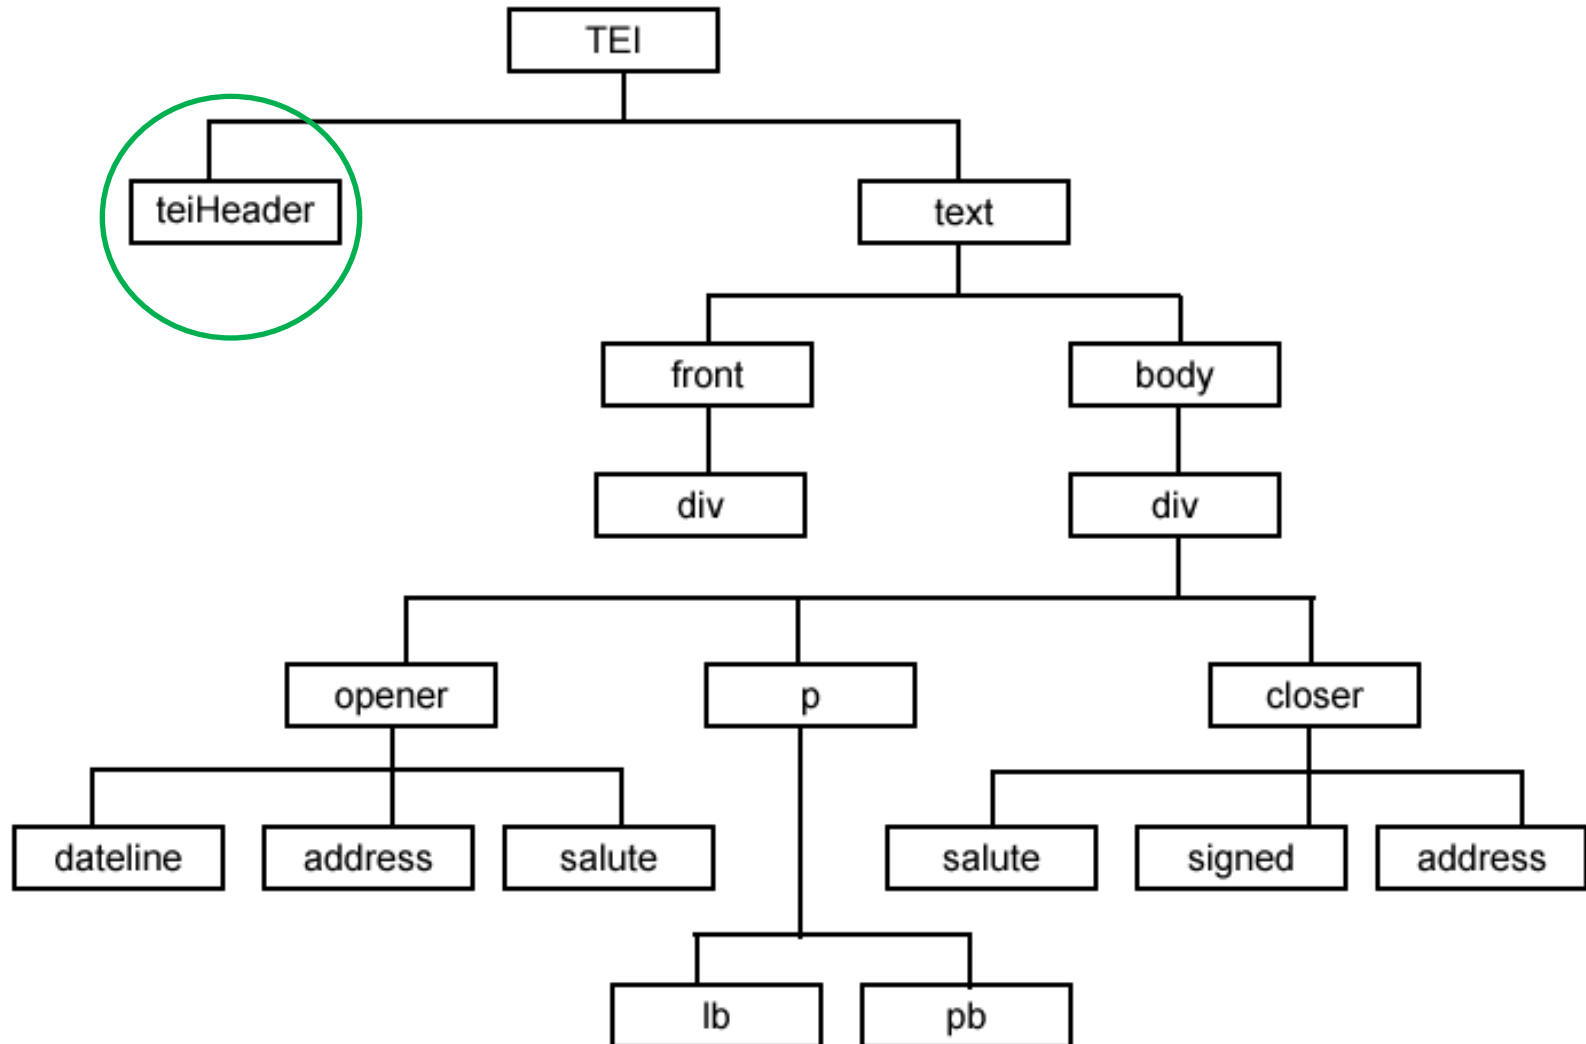 TEI
teiHeader
text
front
body
div
div
opener
p
closer
dateline
address
salute
salute
signed
address
lb
pb